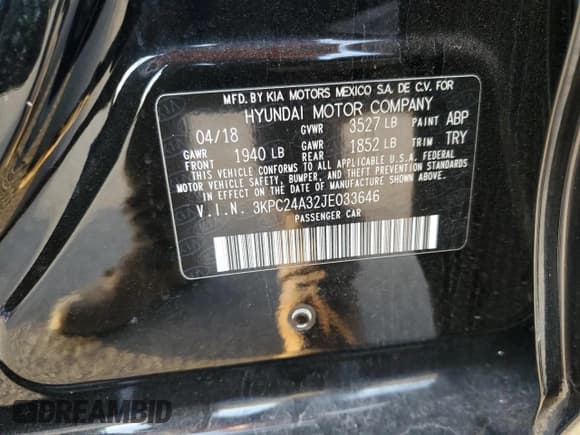 MFD. BY KIA MOTORS MEXICO S.A. DE C.V. FOR
HYUNDAI MOTOR COMPANY
04/18 GVWR 3527 LB PAINT ABP
GAWR FRONT 1940 LB GAWR REAR 1852 LB TRIM TRY
THIS VEHICLE CONFORMS TO ALL APPLICABLE U.S.A. FEDERAL
MOTOR VEHICLE SAFETY, BUMPER, AND THEFT PREVENTION
STANDARDS IN EFFECT ON THE DATE OF MANUFACTURE SHOWN ABOVE.
V.I.N. 3KPC24A32JE033646
PASSENGER CAR
DREAMBID